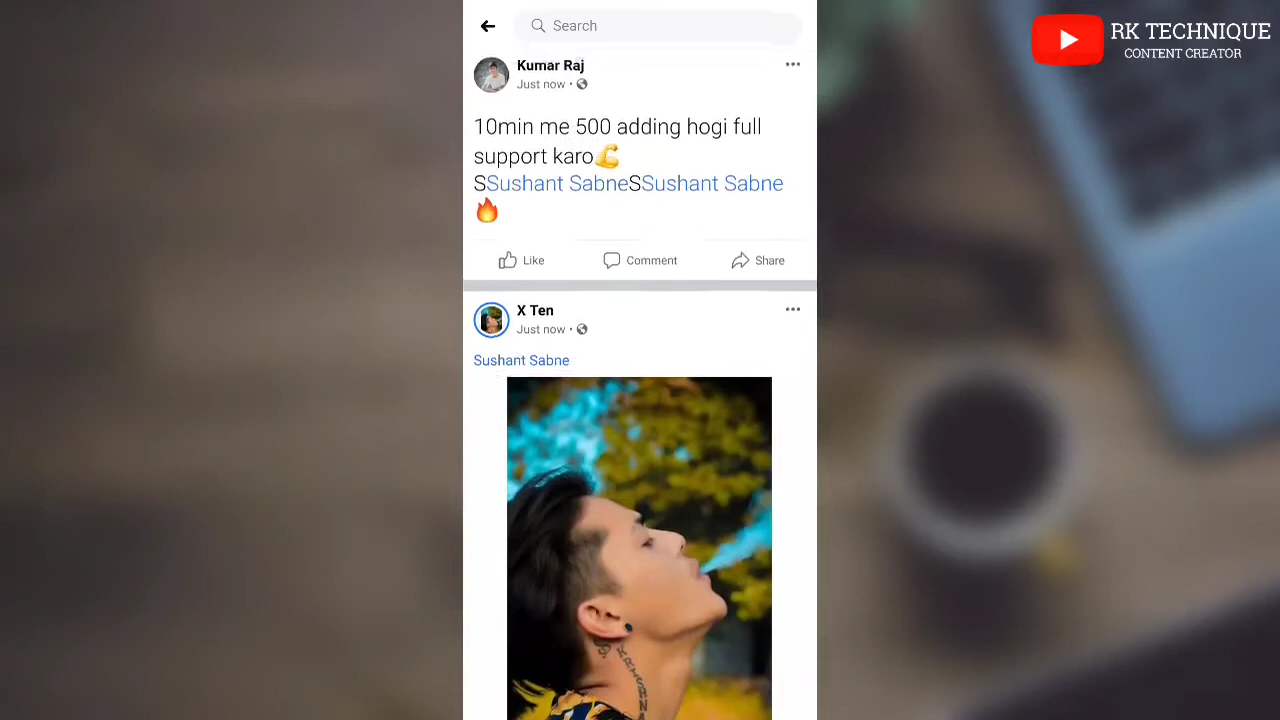 RK TECHNIQUE
CONTENT CREATOR
Search
Kumar Raj
Just now
10min me 500 adding hogi full
support karo💪
SSushant SabneSSushant Sabne
🔥
Like Comment Share
X Ten
Just now
Sushant Sabne